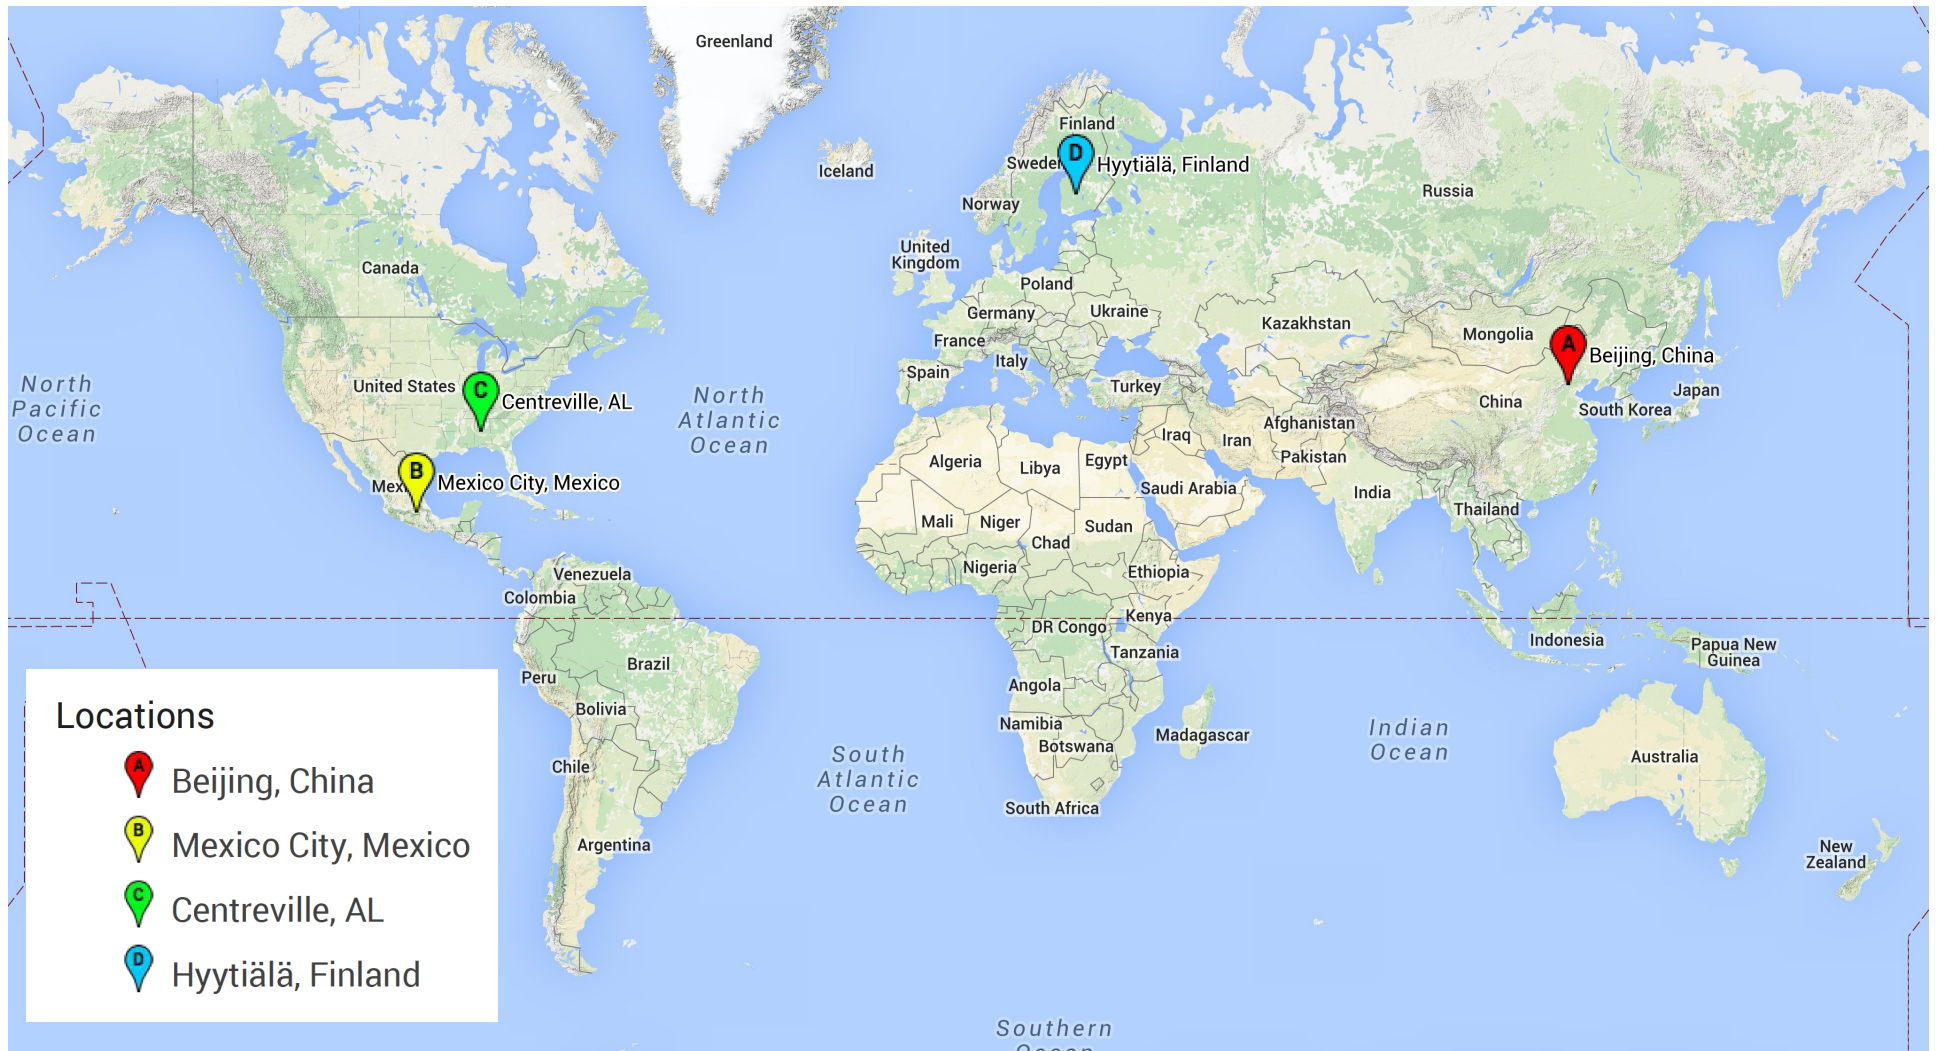 Greenland
Finland
Iceland
Sweden
Hyytiälä, Finland
Norway
Russia
United
Kingdom
Canada
Poland
Germany
Ukraine
Kazakhstan
Mongolia
France
Italy
Beijing, China
Spain
Turkey
United States
Centreville, AL
North
Pacific
Ocean
North
Atlantic
Ocean
China
Japan
South Korea
Afghanistan
Iraq
Iran
Pakistan
Algeria
Libya
Egypt
Saudi Arabia
India
Mexico City, Mexico
Thailand
Mali
Niger
Sudan
Chad
Nigeria
Ethiopia
Venezuela
Colombia
DR Congo
Kenya
Indonesia
Papua New
Guinea
Tanzania
Brazil
Peru
Angola
Bolivia
Namibia
Botswana
Madagascar
Indian
Ocean
South
Atlantic
Ocean
Australia
Chile
South Africa
Argentina
New
Zealand
Southern
Ocean
A
B
C
D
Locations
A Beijing, China
B Mexico City, Mexico
C Centreville, AL
D Hyytiälä, Finland